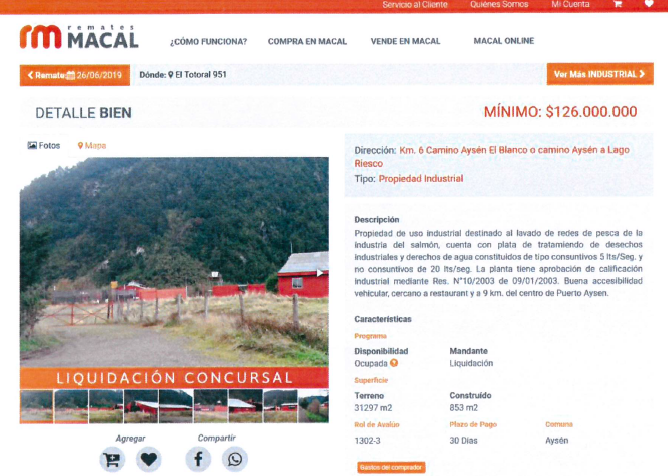 Servicio al Cliente Quiénes Somos Mi Cuenta
remates
MACAL
¿CÓMO FUNCIONA? COMPRA EN MACAL VENDE EN MACAL MACAL ONLINE
Remate: 26/06/2019 Dónde: El Totoral 951 Ver Más INDUSTRIAL
DETALLE BIEN MÍNIMO: $126.000.000
Fotos Mapa
Dirección: Km. 6 Camino Aysén El Blanco o camino Aysén a Lago
Riesco
Tipo: Propiedad Industrial
Descripción
Propiedad de uso industrial destinado al lavado de redes de pesca de la
industria del salmón, cuenta con plata de tratamiendo de desechos
industriales y derechos de agua constituidos de tipo consuntivos 5 lts/Seg. y
no consuntivos de 20 lts/seg. La planta tiene aprobación de calificación
industrial mediante Res. N°10/2003 de 09/01/2003. Buena accesibilidad
vehicular, cercano a restaurant y a 9 km. del centro de Puerto Aysen.
Características
Programa
Disponibilidad Mandante
Ocupada Liquidación
Superficie
Terreno Construido
31297 m2 853 m2
Rol de Avalúo Plazo de Pago Comuna
1302-3 30 Dias Aysén
Gastos del comprador
LIQUIDACIÓN CONCURSAL
Agregar Compartir